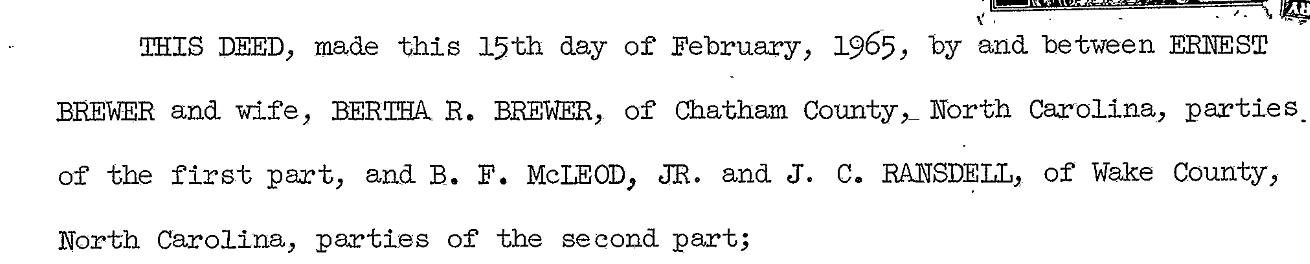 THIS DEED, made this 15th day of February, 1965, by and between ERNEST
BREWER and wife, BERTHA R. BREWER, of Chatham County, North Carolina, parties
of the first part, and B. F. McLEOD, JR. and J. C. RANSDELL, of Wake County,
North Carolina, parties of the second part;